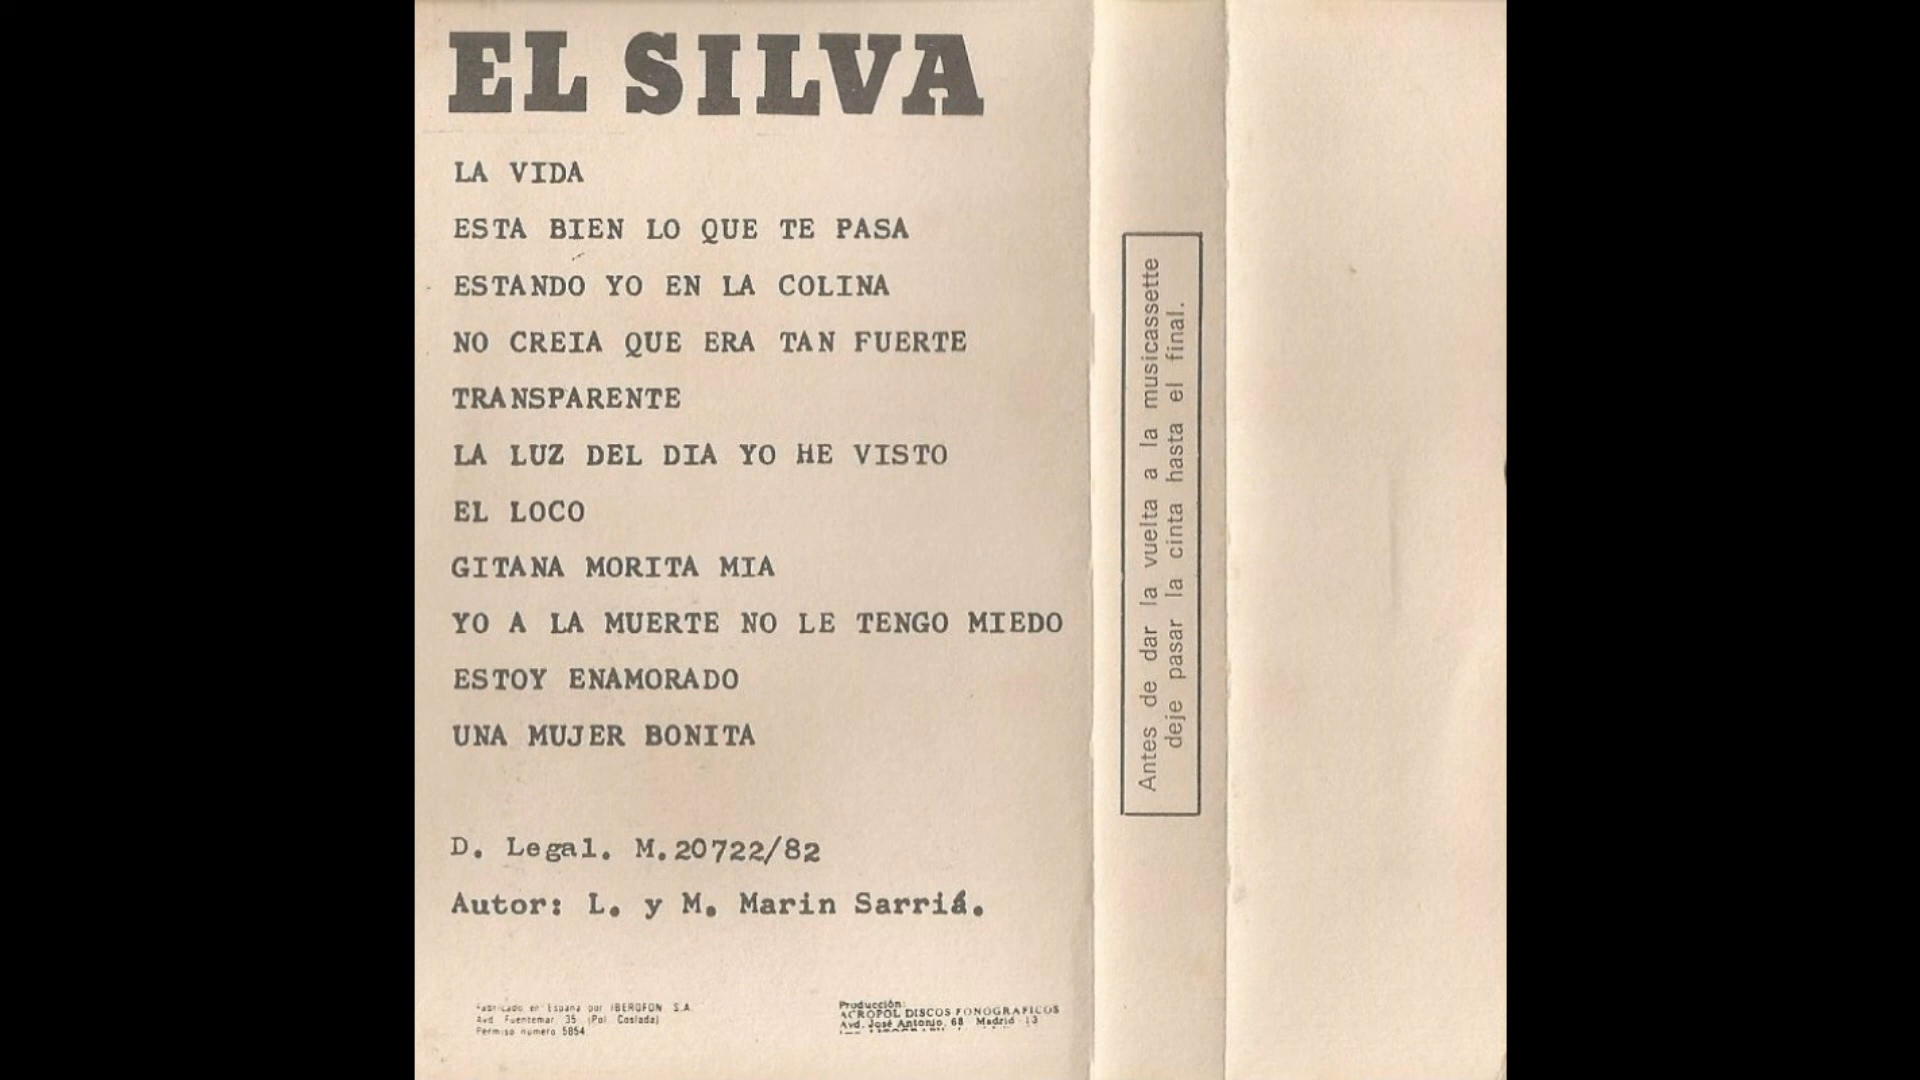 EL SILVA
LA VIDA
ESTA BIEN LO QUE TE PASA
ESTANDO YO EN LA COLINA
NO CREIA QUE ERA TAN FUERTE
TRANSPARENTE
LA LUZ DEL DIA YO HE VISTO
EL LOCO
GITANA MORITA MIA
YO A LA MUERTE NO LE TENGO MIEDO
ESTOY ENAMORADO
UNA MUJER BONITA
D. Legal. M.20722/82
Autor: L. y M. Marin Sarriá.
Fabricado en España por IBEROFON S.A.
Avd. Fuentemar 35 (Pol Coslada)
Permiso numero 5854
Producción:
ACROPOL DISCOS FONOGRAFICOS
Avd. José Antonio, 68 Madrid 13
Antes de dar la vuelta a la musicassette
deje pasar la cinta hasta el final.